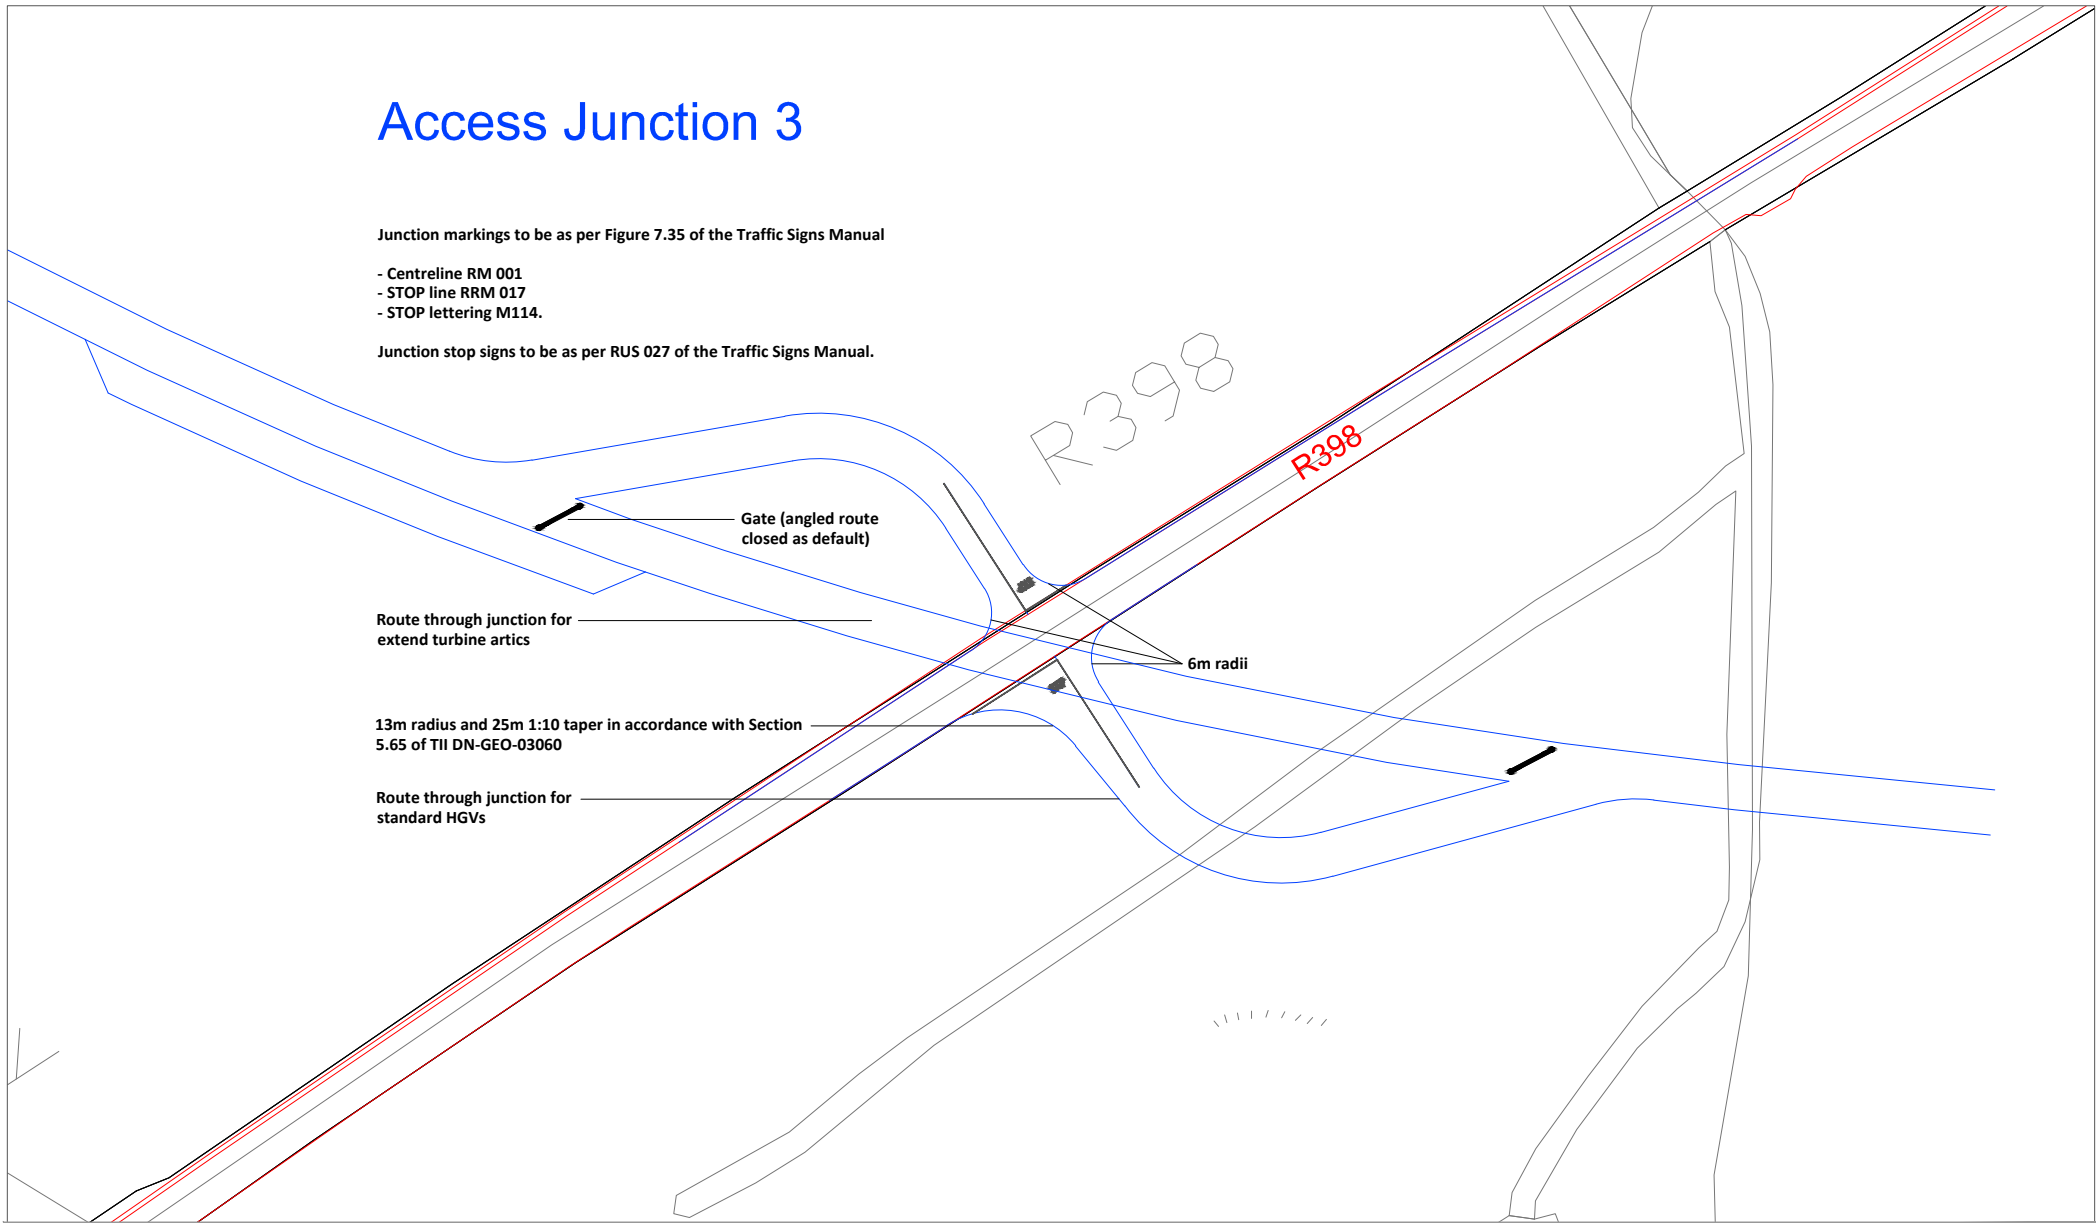 Access Junction 3
Junction markings to be as per Figure 7.35 of the Traffic Signs Manual
- Centreline RM 001
- STOP line RRM 017
- STOP lettering M114.
Junction stop signs to be as per RUS 027 of the Traffic Signs Manual.
R398
R398
Gate (angled route
closed as default)
Route through junction for
extend turbine artics
6m radii
13m radius and 25m 1:10 taper in accordance with Section
5.65 of TII DN-GEO-03060
Route through junction for
standard HGVs